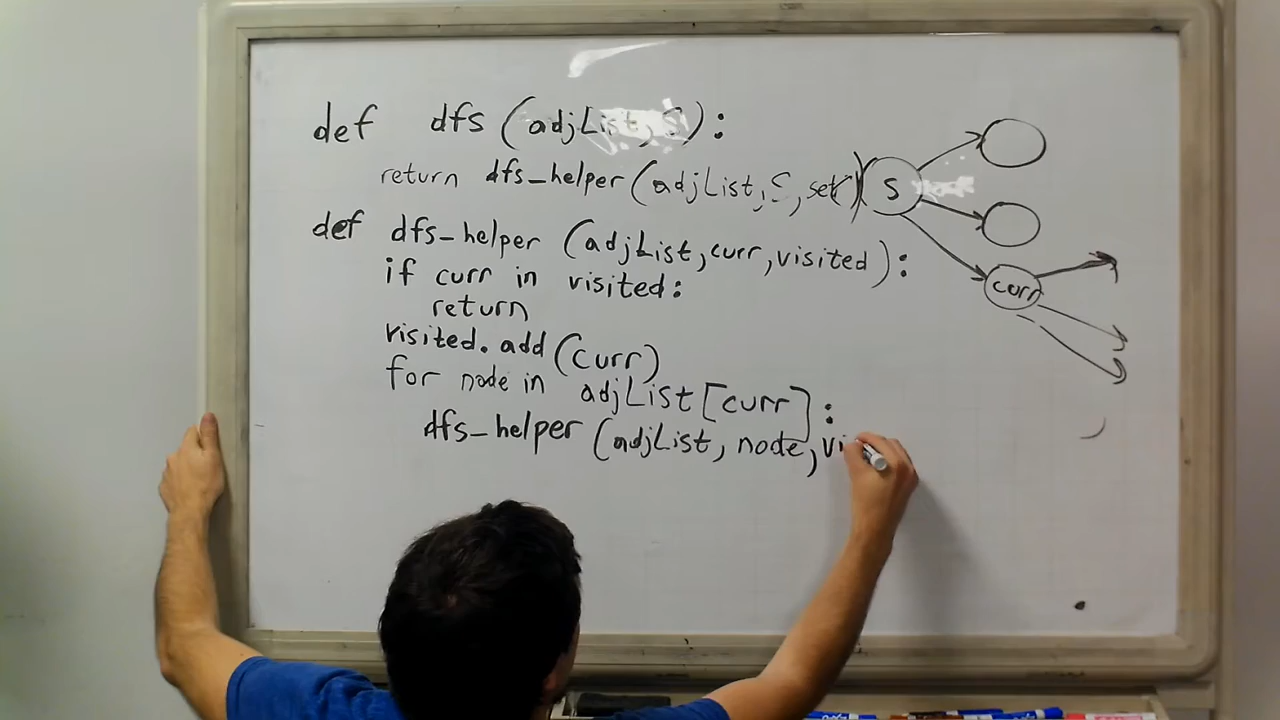 def dfs (adjList, S):
return dfs_helper(adjList, S, set)
S
def dfs_helper (adjList, curr, visited):
if curr in visited:
return
curr
visited.add(curr)
for node in adjList[curr]:
dfs_helper (adjList, node, vi